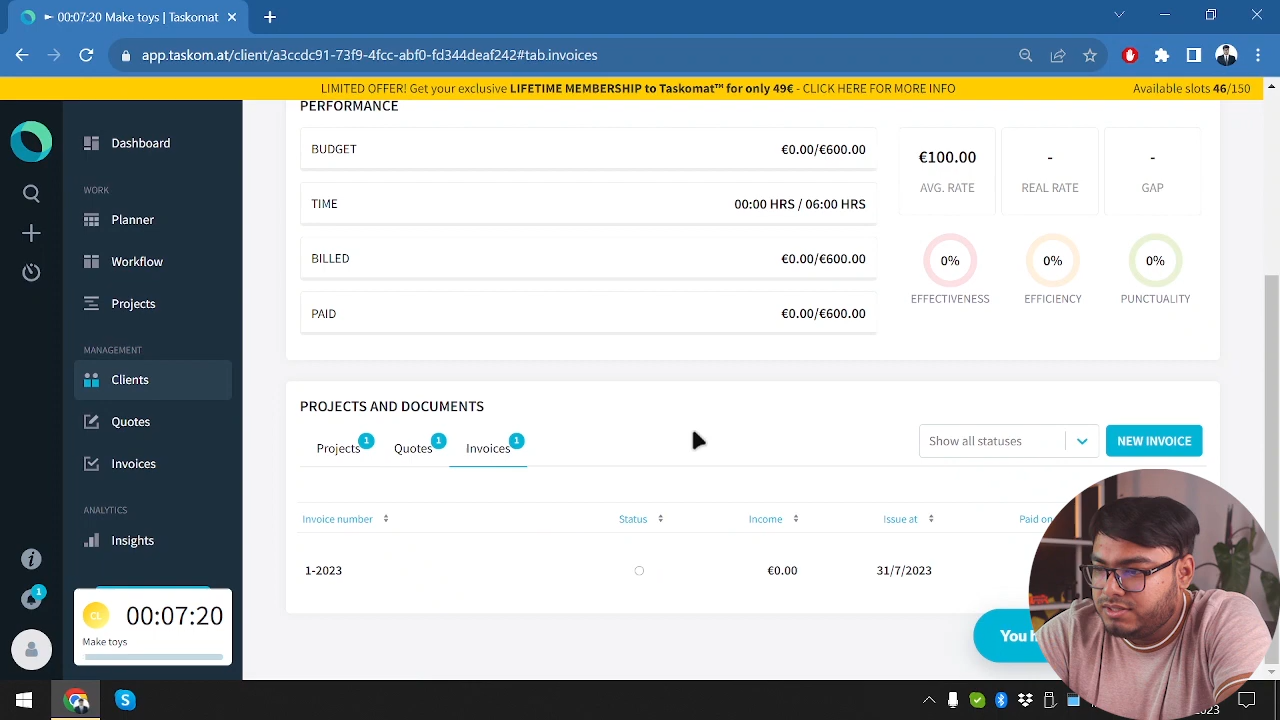 00:07:20 Make toys | Taskomat
app.taskom.at/client/a3ccdc91-73f9-4fcc-abf0-fd344deaf242#tab.invoices
LIMITED OFFER! Get your exclusive LIFETIME MEMBERSHIP to Taskomat™ for only 49€ - CLICK HERE FOR MORE INFO
Available slots 46/150
Dashboard
WORK
Planner
Workflow
Projects
MANAGEMENT
Clients
Quotes
Invoices
ANALYTICS
Insights
1
CL
00:07:20
Make toys
PERFORMANCE
BUDGET €0.00/€600.00
TIME 00:00 HRS / 06:00 HRS
BILLED €0.00/€600.00
PAID €0.00/€600.00
€100.00 - -
AVG. RATE REAL RATE GAP
0% 0% 0%
EFFECTIVENESS EFFICIENCY PUNCTUALITY
PROJECTS AND DOCUMENTS
Projects 1 Quotes 1 Invoices 1
Show all statuses
NEW INVOICE
Invoice number Status Income Issue at Paid on
1-2023 €0.00 31/7/2023
You
2023